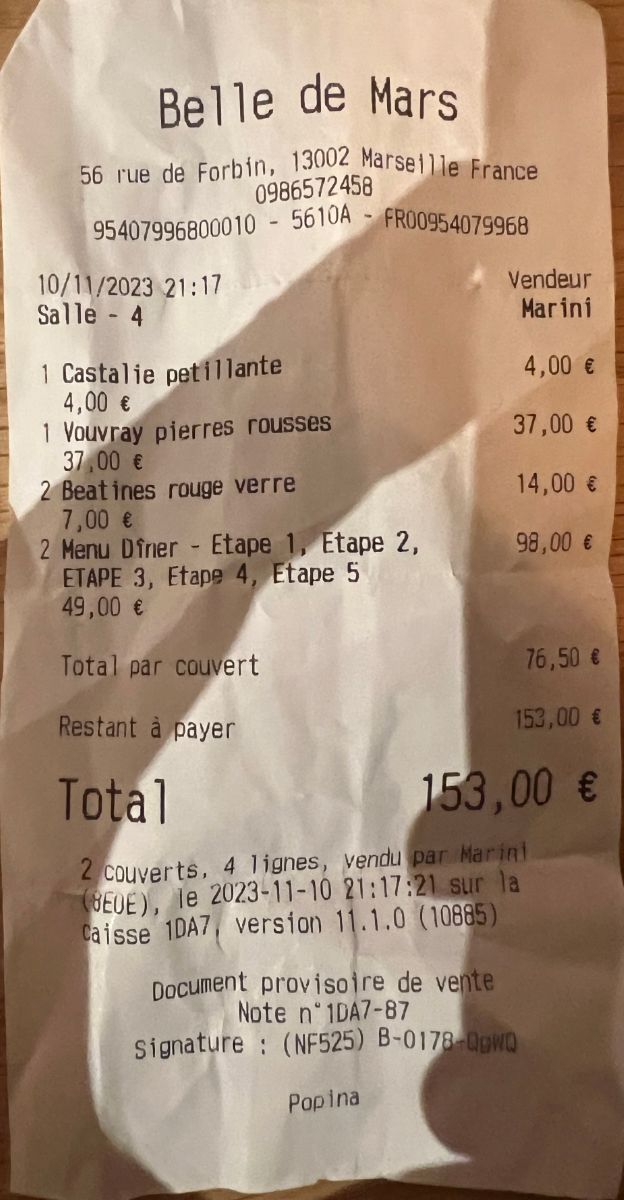 Belle de Mars
56 rue de Forbin, 13002 Marseille France
0986572458
95407996800010 - 5610A - FR00954079968
10/11/2023 21:17 Vendeur
Salle - 4 Marini
1 Castalie petillante 4,00 €
4,00 €
1 Vouvray pierres rousses 37,00 €
37,00 €
2 Beatines rouge verre 14,00 €
7,00 €
2 Menu Dîner - Etape 1, Etape 2, 98,00 €
ETAPE 3, Etape 4, Etape 5
49,00 €
Total par couvert 76,50 €
Restant à payer 153,00 €
Total 153,00 €
2 couverts, 4 lignes, vendu par Marini
(8E0E), le 2023-11-10 21:17:21 sur la
Caisse 1DA7, version 11.1.0 (10885)
Document provisoire de vente
Note n°1DA7-87
Signature : (NF525) B-0178-QgWQ
Popina